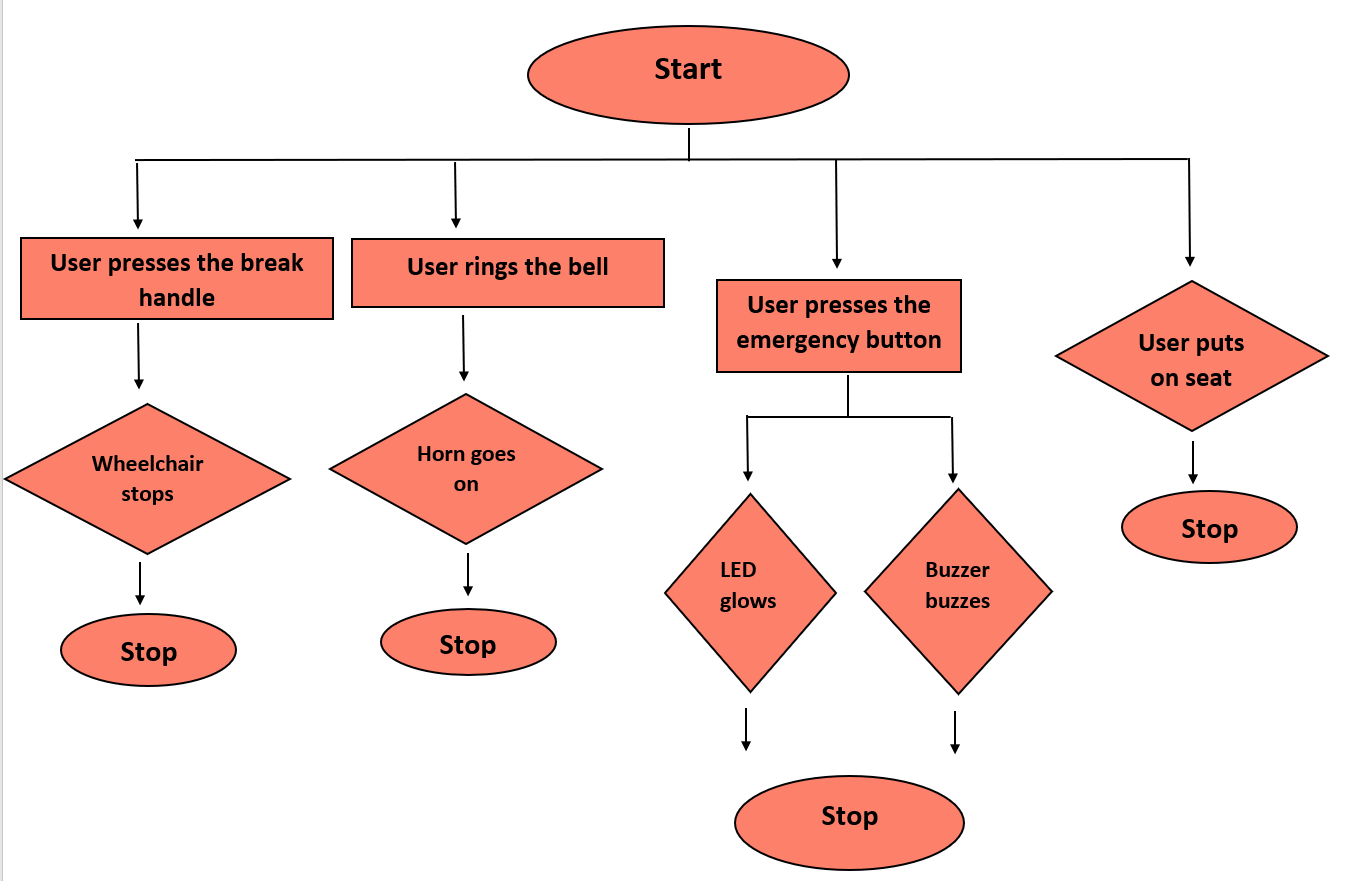 Start
User presses the break
handle
Wheelchair
stops
Stop
User rings the bell
Horn goes
on
Stop
User presses the
emergency button
LED
glows
Buzzer
buzzes
Stop
User puts
on seat
Stop